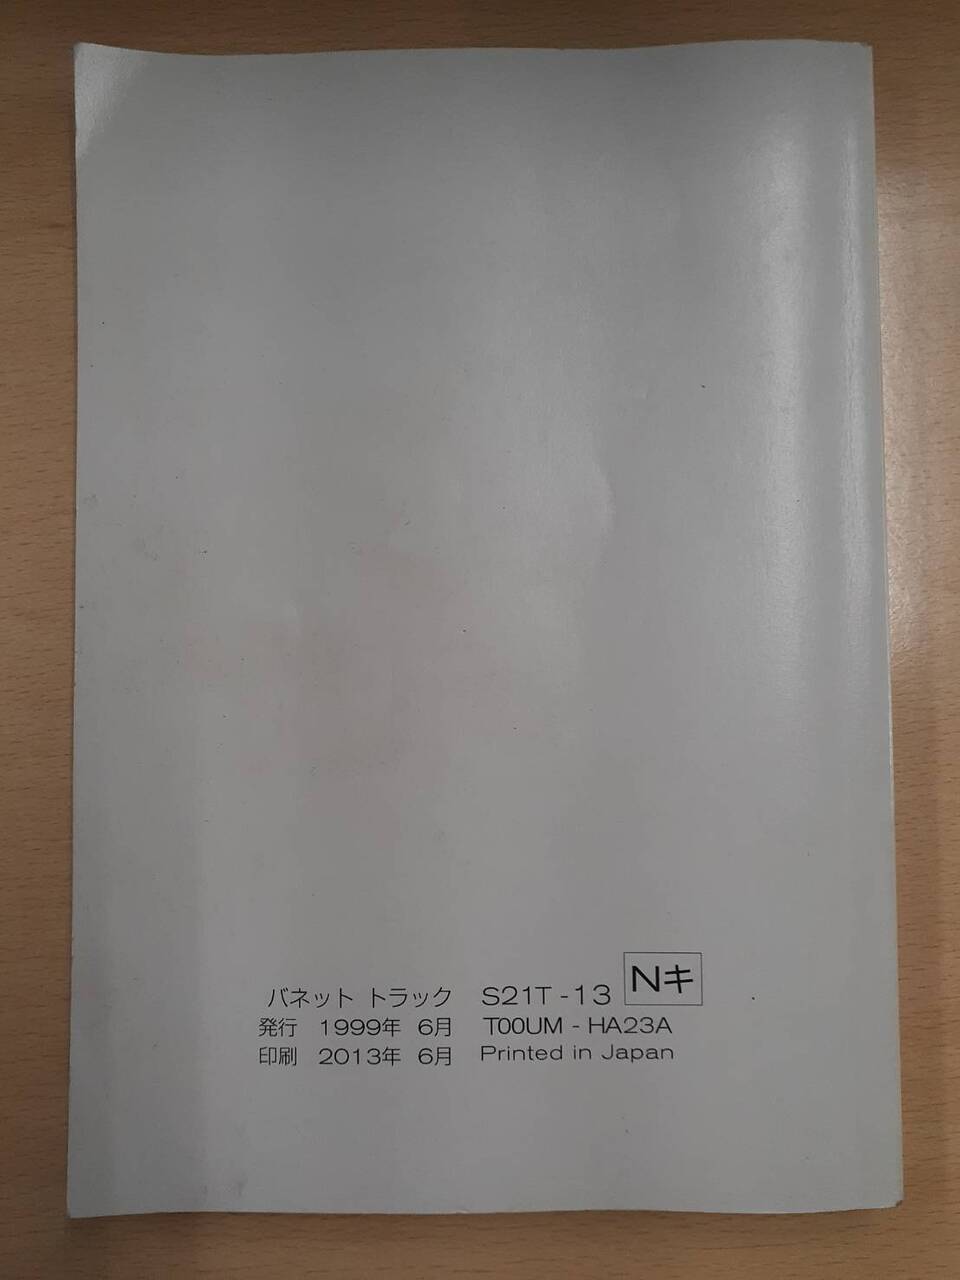 バネット トラック S21T-13 Nキ
発行 1999年 6月 T00UM-HA23A
印刷 2013年 6月 Printed in Japan